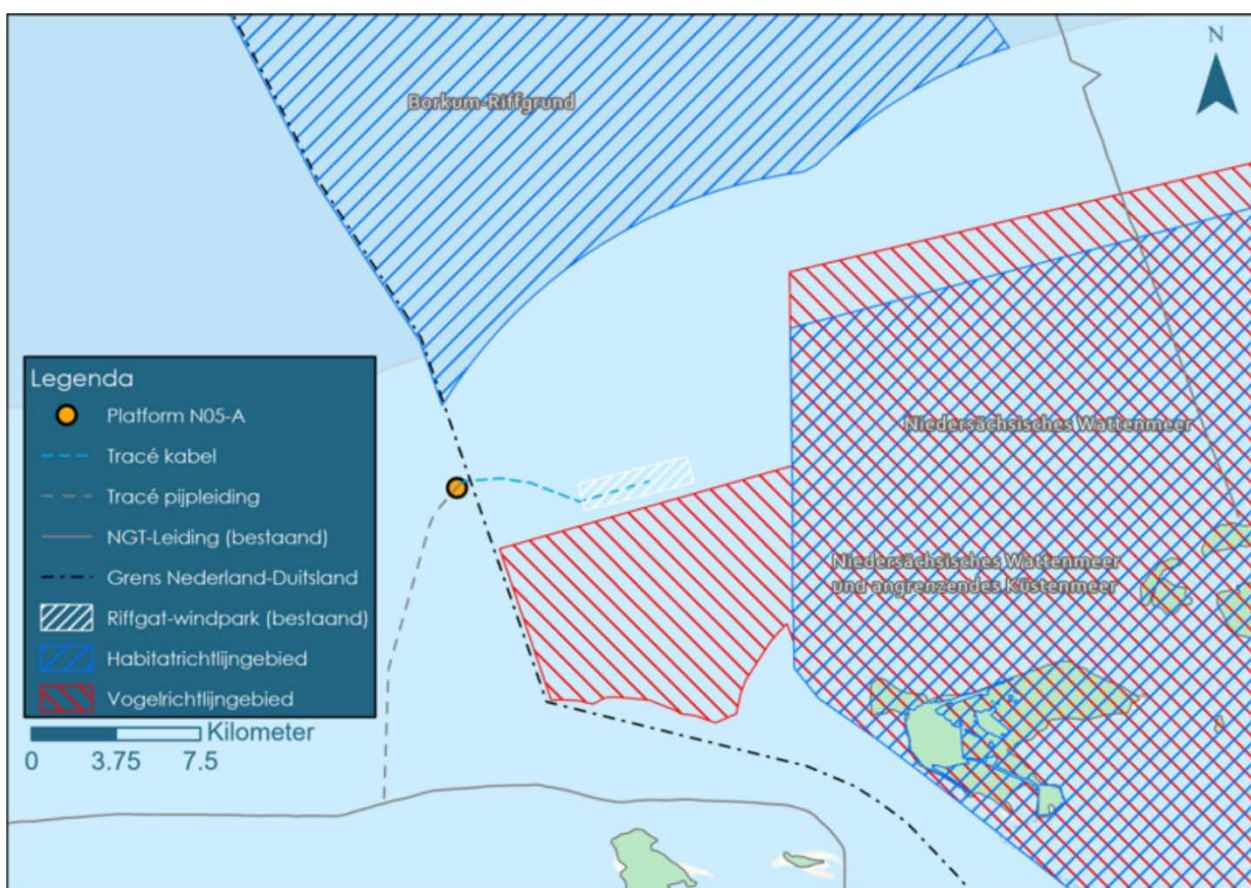 N
Borkum-Riffgrund
Niedersächsisches Wattenmeer
Niedersächsisches Wattenmeer
und angrenzendes Küstenmeer
Legenda
Platform N05-A
Tracé kabel
Tracé pijpleiding
NGT-Leiding (bestaand)
Grens Nederland-Duitsland
Riffgat-windpark (bestaand)
Habitatrichtlijngebied
Vogelrichtlijngebied
Kilometer
0 3.75 7.5